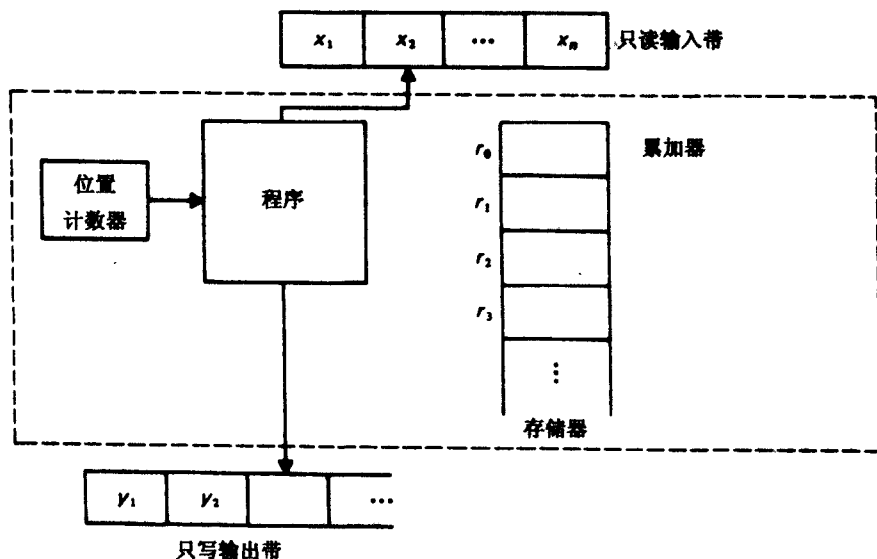 x₁ x₂ ⋯ xₙ 只读输入带
位置
计数器
程序
r₀
r₁
r₂
r₃
⋮
累加器
存储器
y₁ y₂ ⋯
只写输出带